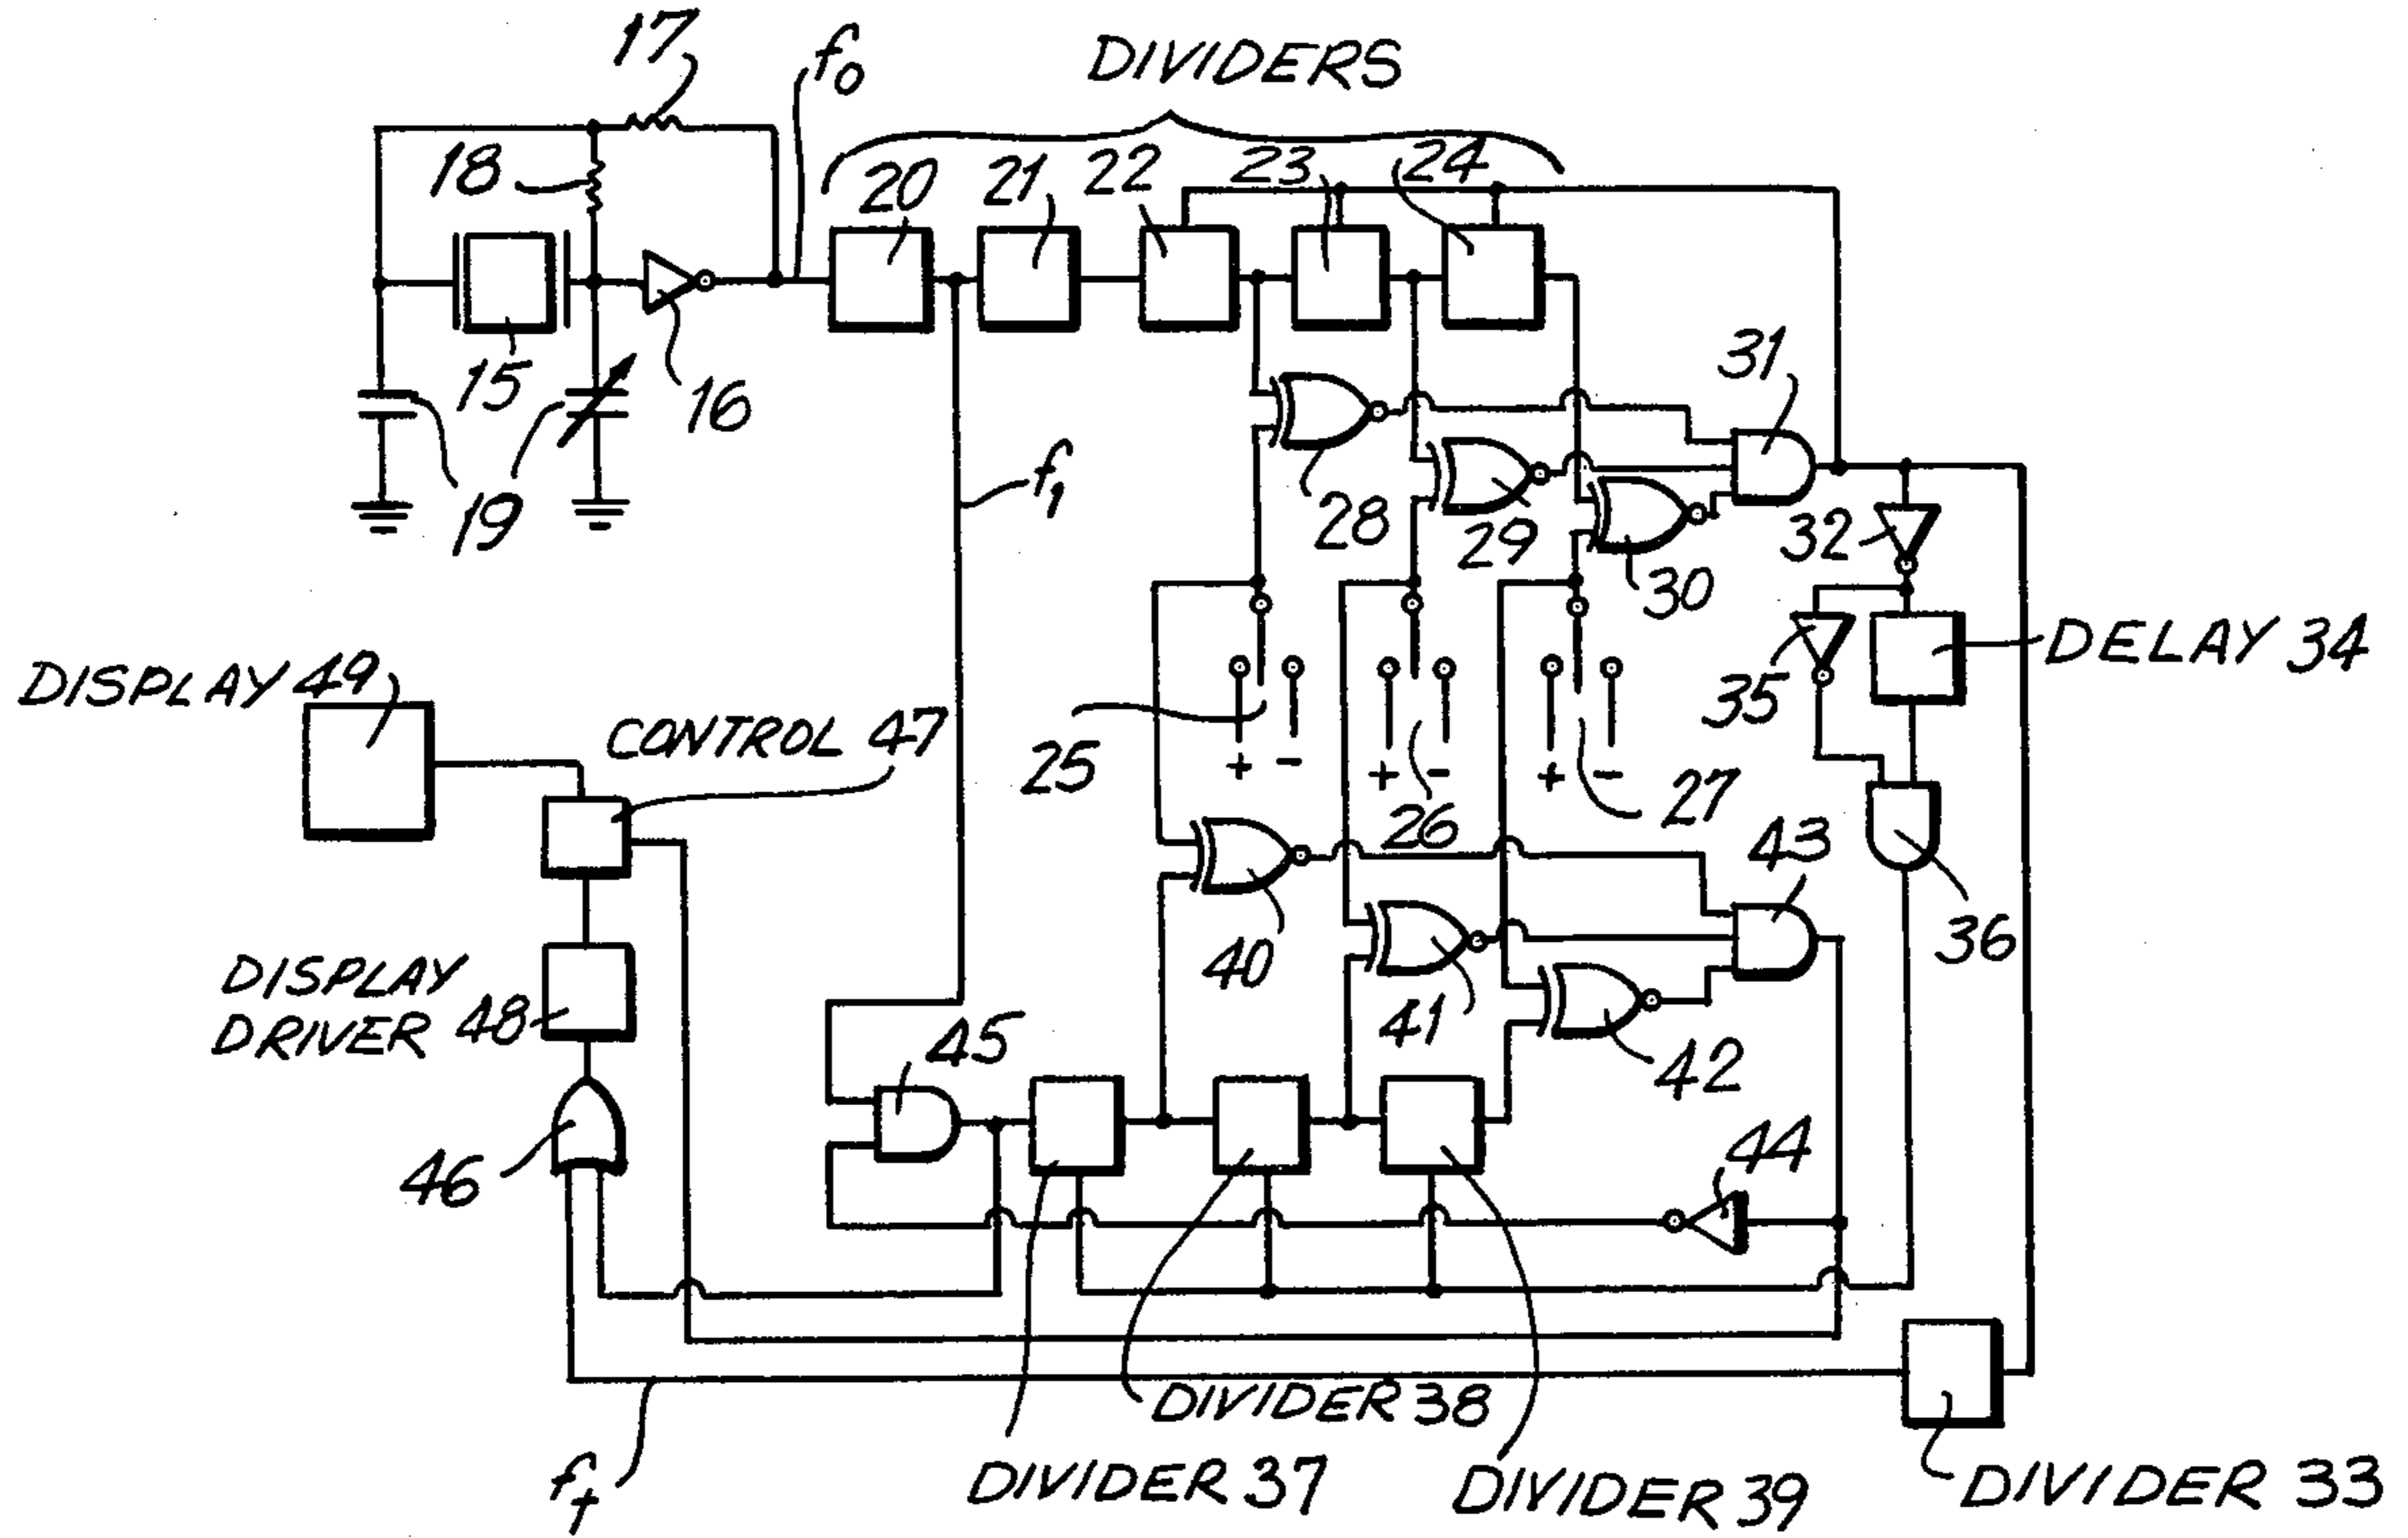 17
f0
DIVIDERS
18
20
21
22
23
24
15
16
31
19
f1
28
29
30
32
35
DELAY 34
DISPLAY 49
CONTROL 47
25
+ -
+ -
+ -
26
27
43
36
40
41
42
DISPLAY
DRIVER 48
45
46
44
DIVIDER 38
DIVIDER 37
DIVIDER 39
DIVIDER 33
f+